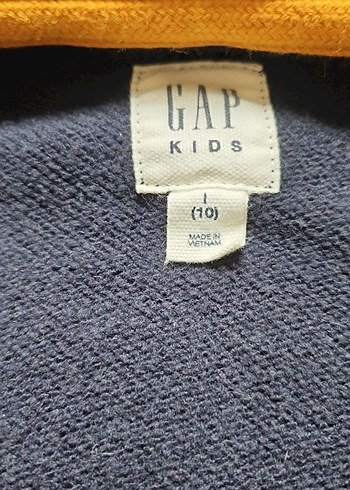 GAP
KIDS
(10)
MADE IN
VIETNAM